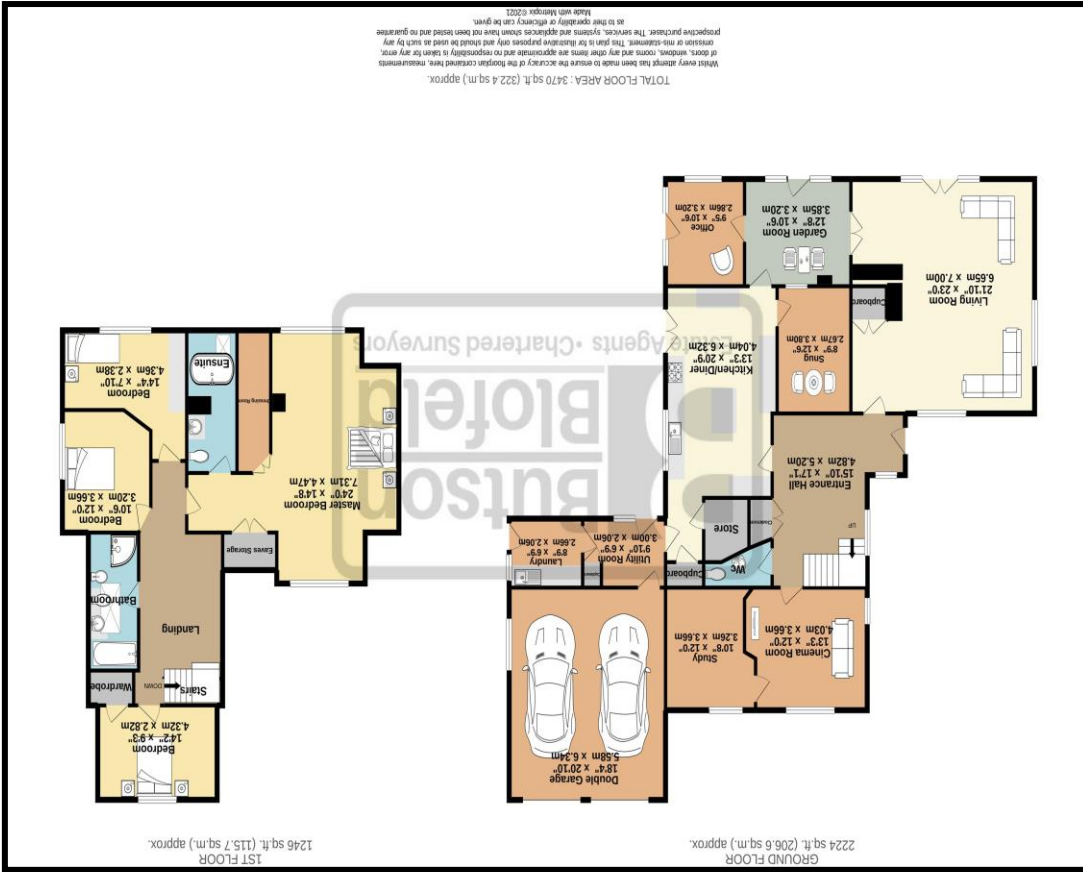 GROUND FLOOR
2224 sq.ft. (206.6 sq.m.) approx.
1ST FLOOR
1246 sq.ft. (115.7 sq.m.) approx.
Double Garage
18'4" x 20'10"
5.58m x 6.34m
Cinema Room
13'3" x 12'0"
4.03m x 3.66m
Study
10'8" x 12'0"
3.26m x 3.66m
Wc
Cupboard
Utility Room
9'10" x 6'9"
3.00m x 2.06m
Laundry
8'9" x 6'9"
2.66m x 2.06m
Store
UP
Entrance Hall
15'10" x 17'1"
4.82m x 5.20m
Kitchen/Diner
13'3" x 20'9"
4.04m x 6.32m
Snug
8'9" x 12'6"
2.67m x 3.80m
Cupboard
Living Room
21'10" x 23'0"
6.65m x 7.00m
Garden Room
12'8" x 10'6"
3.85m x 3.20m
Office
9'5" x 10'6"
2.86m x 3.20m
Bedroom
14'2" x 9'3"
4.32m x 2.82m
Wardrobe
DOWN
Stairs
Landing
Bathroom
Eaves Storage
Master Bedroom
24'0" x 14'8"
7.31m x 4.47m
Bedroom
10'6" x 12'0"
3.20m x 3.66m
Dressing Room
Ensuite
Bedroom
14'4" x 7'10"
4.36m x 2.38m
Butson
Blofeld
Estate Agents • Chartered Surveyors
TOTAL FLOOR AREA : 3470 sq.ft. (322.4 sq.m.) approx.
Whilst every attempt has been made to ensure the accuracy of the floorplan contained here, measurements
of doors, windows, rooms and any other items are approximate and no responsibility is taken for any error,
omission or mis-statement. This plan is for illustrative purposes only and should be used as such by any
prospective purchaser. The services, systems and appliances shown have not been tested and no guarantee
as to their operability or efficiency can be given.
Made with Metropix ©2021